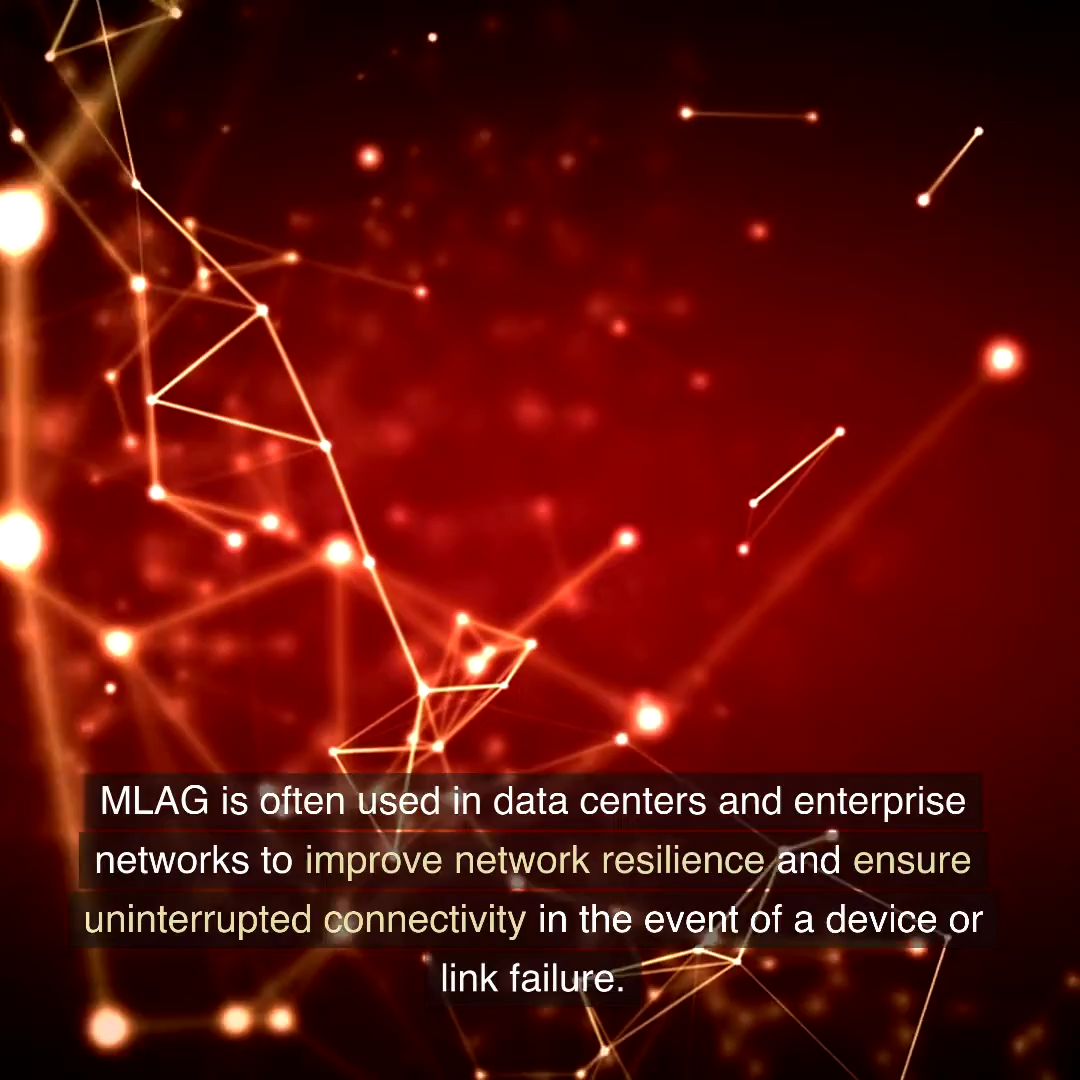 MLAG is often used in data centers and enterprise
networks to improve network resilience and ensure
uninterrupted connectivity in the event of a device or
link failure.